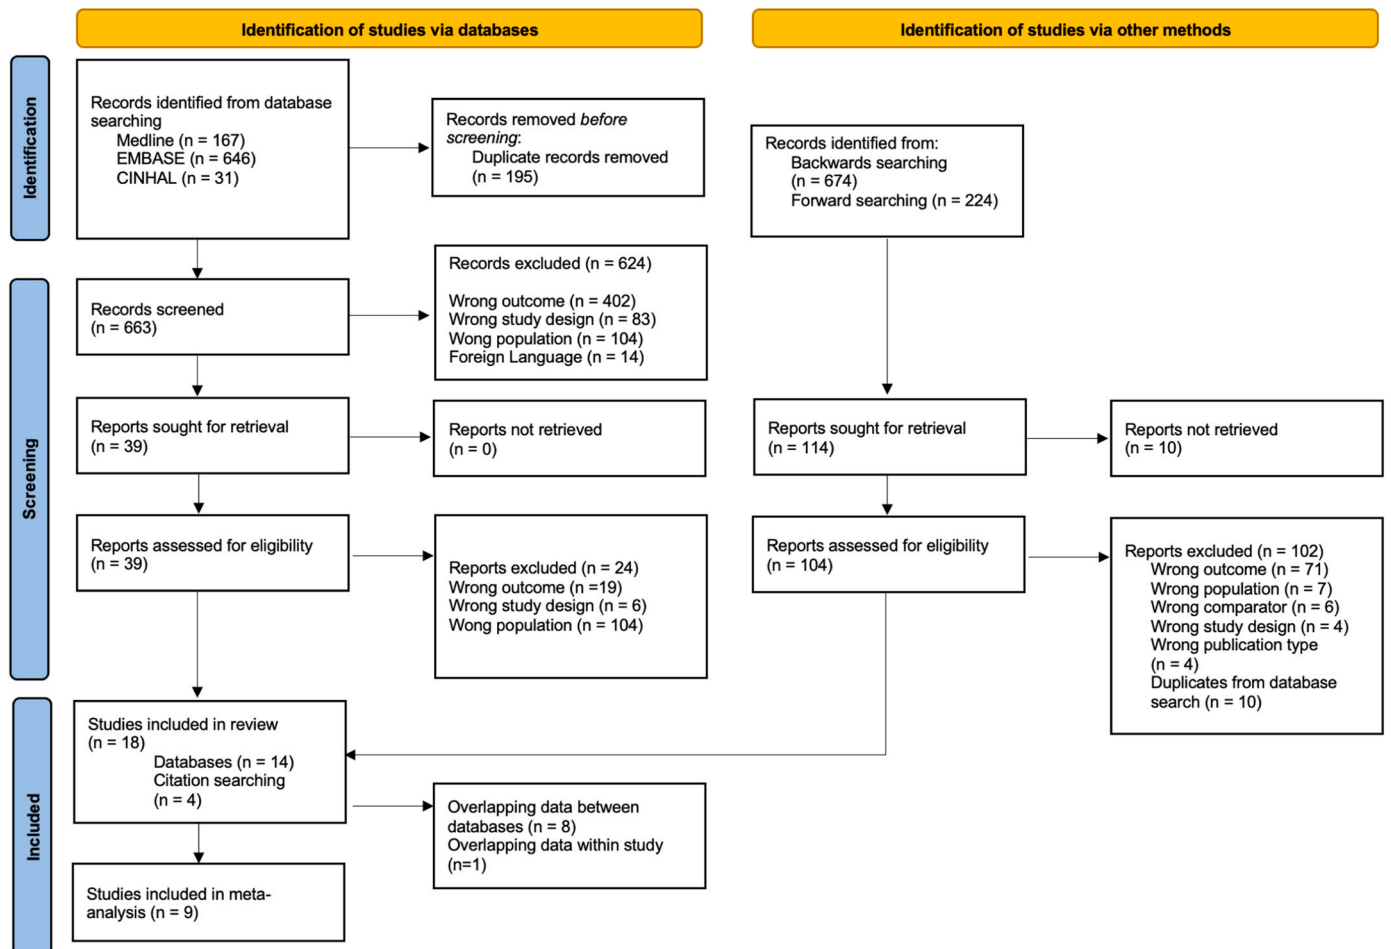 Identification of studies via databases
Identification of studies via other methods
Identification
Records identified from database
searching
Medline (n = 167)
EMBASE (n = 646)
CINHAL (n = 31)
Records removed before
screening:
Duplicate records removed
(n = 195)
Records identified from:
Backwards searching
(n = 674)
Forward searching (n = 224)
Screening
Records screened
(n = 663)
Records excluded (n = 624)
Wrong outcome (n = 402)
Wrong study design (n = 83)
Wong population (n = 104)
Foreign Language (n = 14)
Reports sought for retrieval
(n = 39)
Reports not retrieved
(n = 0)
Reports sought for retrieval
(n = 114)
Reports not retrieved
(n = 10)
Reports assessed for eligibility
(n = 39)
Reports excluded (n = 24)
Wrong outcome (n =19)
Wrong study design (n = 6)
Wong population (n = 104)
Reports assessed for eligibility
(n = 104)
Reports excluded (n = 102)
Wrong outcome (n = 71)
Wrong population (n = 7)
Wrong comparator (n = 6)
Wrong study design (n = 4)
Wrong publication type
(n = 4)
Duplicates from database
search (n = 10)
Included
Studies included in review
(n = 18)
Databases (n = 14)
Citation searching
(n = 4)
Overlapping data between
databases (n = 8)
Overlapping data within study
(n=1)
Studies included in meta-
analysis (n = 9)